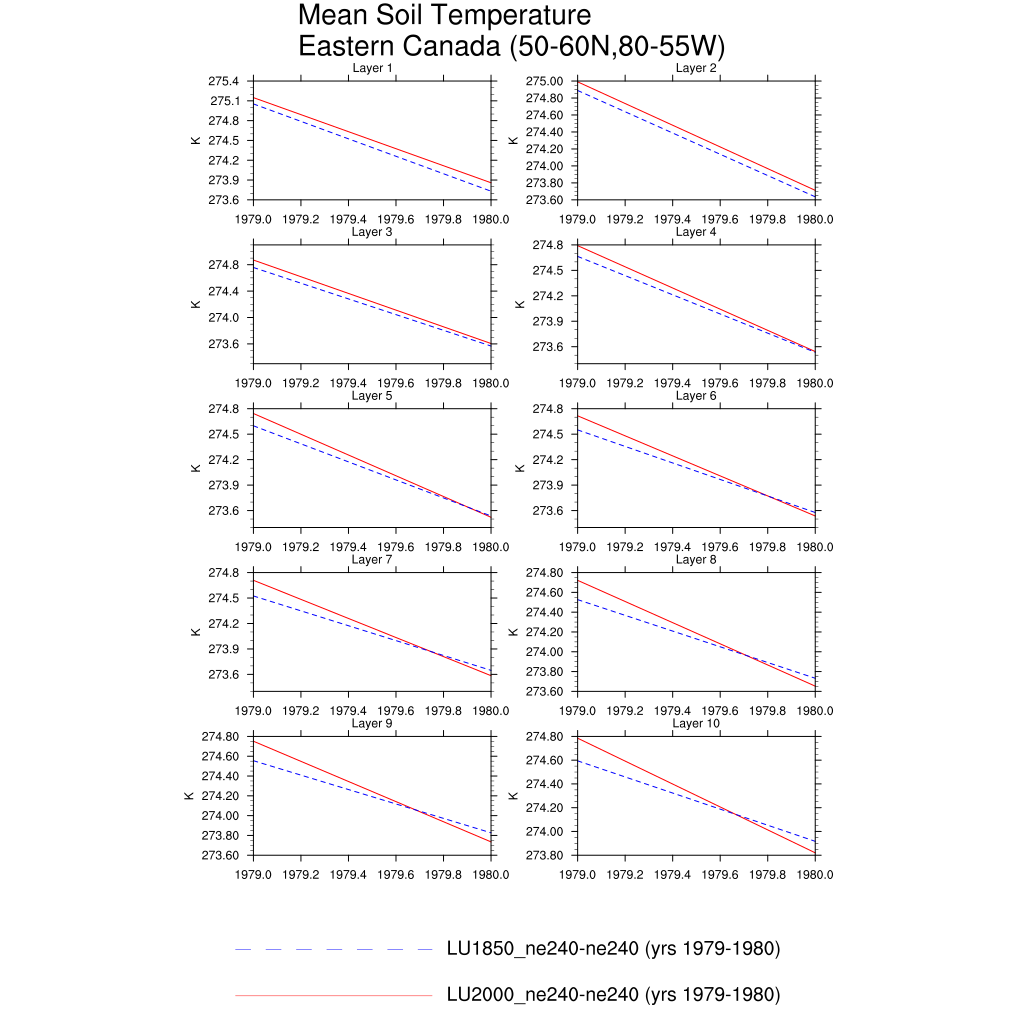 Mean Soil Temperature
Eastern Canada (50-60N,80-55W)
Layer 1
275.4
275.1
274.8
274.5
274.2
273.9
273.6
K
1979.0 1979.2 1979.4 1979.6 1979.8 1980.0
Layer 2
275.00
274.80
274.60
274.40
274.20
274.00
273.80
273.60
K
1979.0 1979.2 1979.4 1979.6 1979.8 1980.0
Layer 3
274.8
274.4
274.0
273.6
K
1979.0 1979.2 1979.4 1979.6 1979.8 1980.0
Layer 4
274.8
274.5
274.2
273.9
273.6
K
1979.0 1979.2 1979.4 1979.6 1979.8 1980.0
Layer 5
274.8
274.5
274.2
273.9
273.6
K
1979.0 1979.2 1979.4 1979.6 1979.8 1980.0
Layer 6
274.8
274.5
274.2
273.9
273.6
K
1979.0 1979.2 1979.4 1979.6 1979.8 1980.0
Layer 7
274.8
274.5
274.2
273.9
273.6
K
1979.0 1979.2 1979.4 1979.6 1979.8 1980.0
Layer 8
274.80
274.60
274.40
274.20
274.00
273.80
273.60
K
1979.0 1979.2 1979.4 1979.6 1979.8 1980.0
Layer 9
274.80
274.60
274.40
274.20
274.00
273.80
273.60
K
1979.0 1979.2 1979.4 1979.6 1979.8 1980.0
Layer 10
274.80
274.60
274.40
274.20
274.00
273.80
K
1979.0 1979.2 1979.4 1979.6 1979.8 1980.0
LU1850_ne240-ne240 (yrs 1979-1980)
LU2000_ne240-ne240 (yrs 1979-1980)